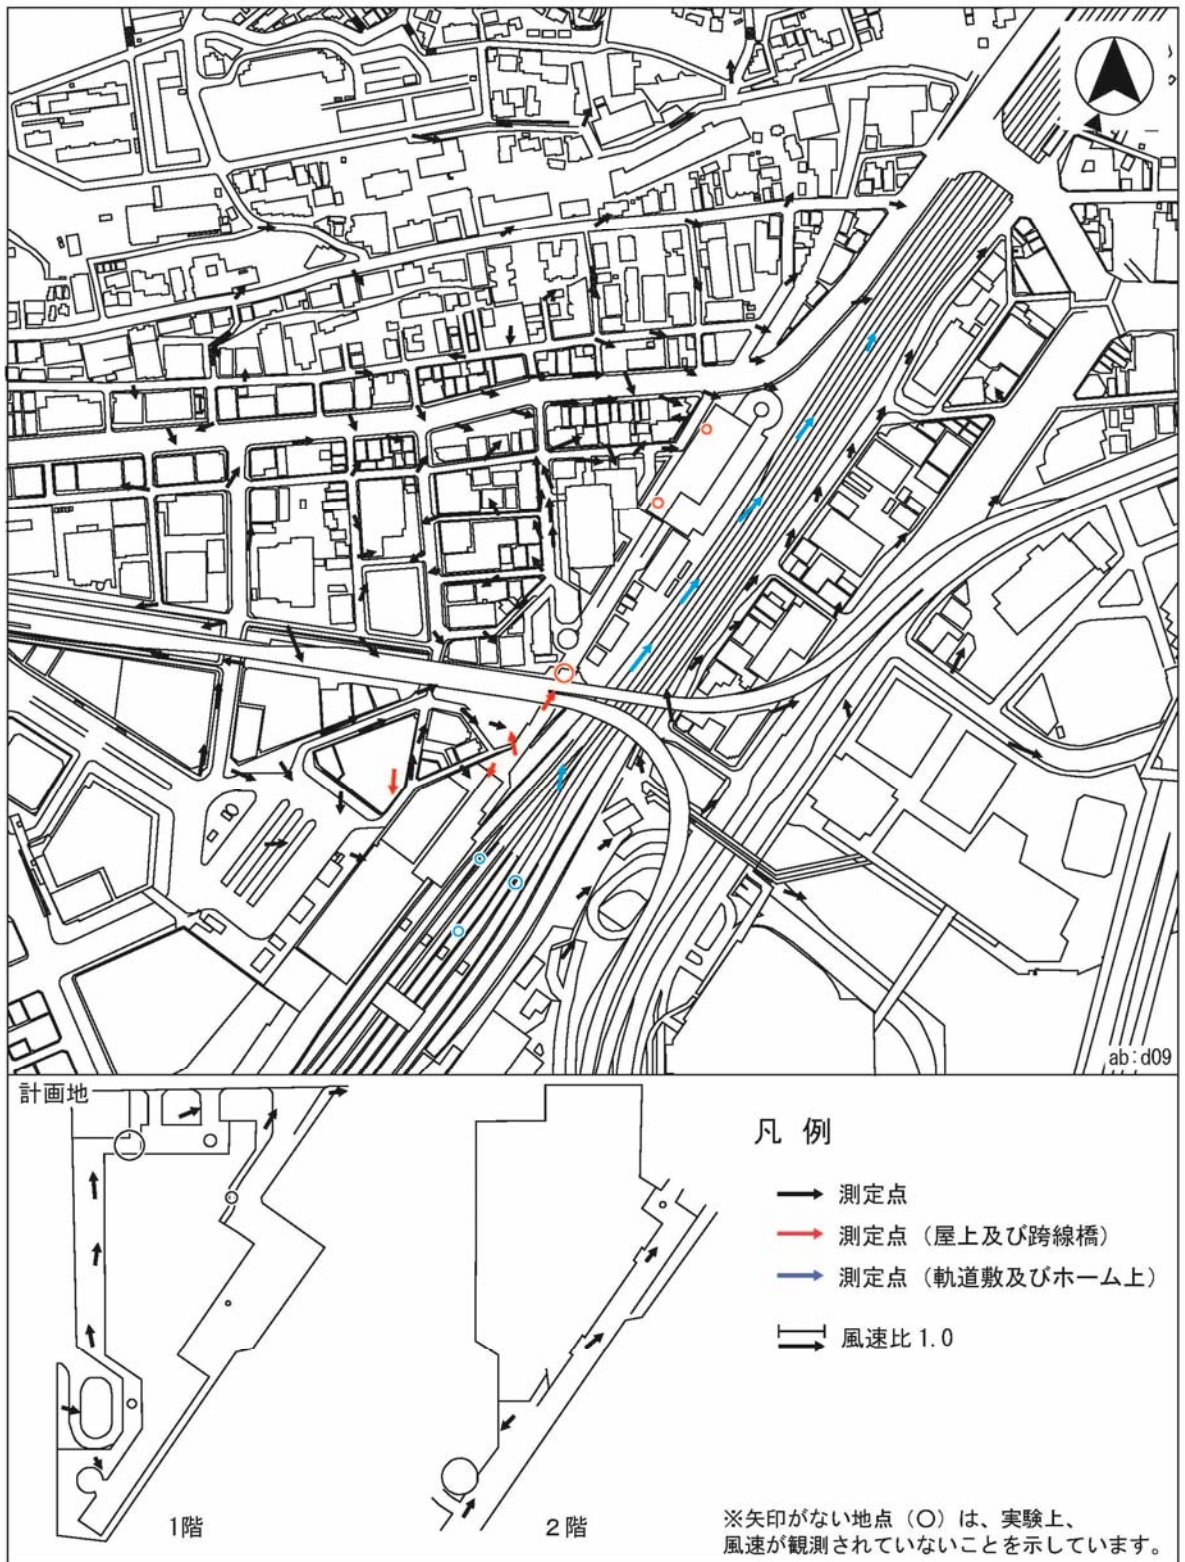 ab:d09
計画地
凡 例
測定点
測定点（屋上及び跨線橋）
測定点（軌道敷及びホーム上）
風速比 1.0
1階
2階
※矢印がない地点（○）は、実験上、
風速が観測されていないことを示しています。